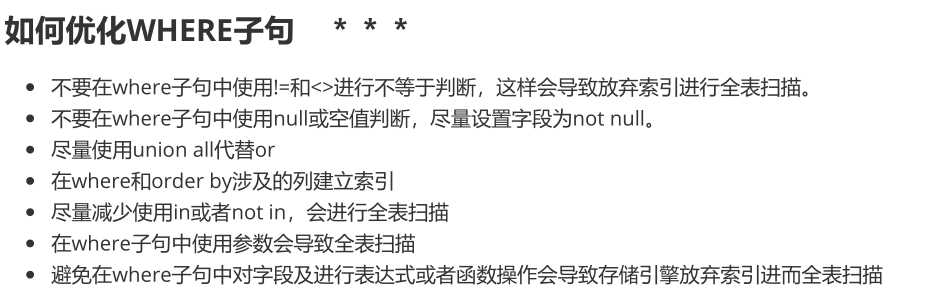 如何优化WHERE子句 * * *
不要在where子句中使用!=和<>进行不等于判断，这样会导致放弃索引进行全表扫描。
不要在where子句中使用null或空值判断，尽量设置字段为not null。
尽量使用union all代替or
在where和order by涉及的列建立索引
尽量减少使用in或者not in，会进行全表扫描
在where子句中使用参数会导致全表扫描
避免在where子句中对字段及进行表达式或者函数操作会导致存储引擎放弃索引进而全表扫描